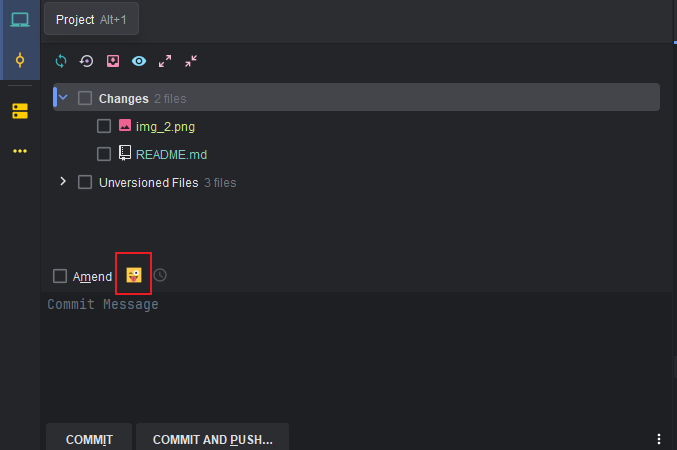 Project Alt+1
Changes 2 files
img_2.png
README.md
Unversioned Files 3 files
Amend
Commit Message
COMMIT COMMIT AND PUSH...